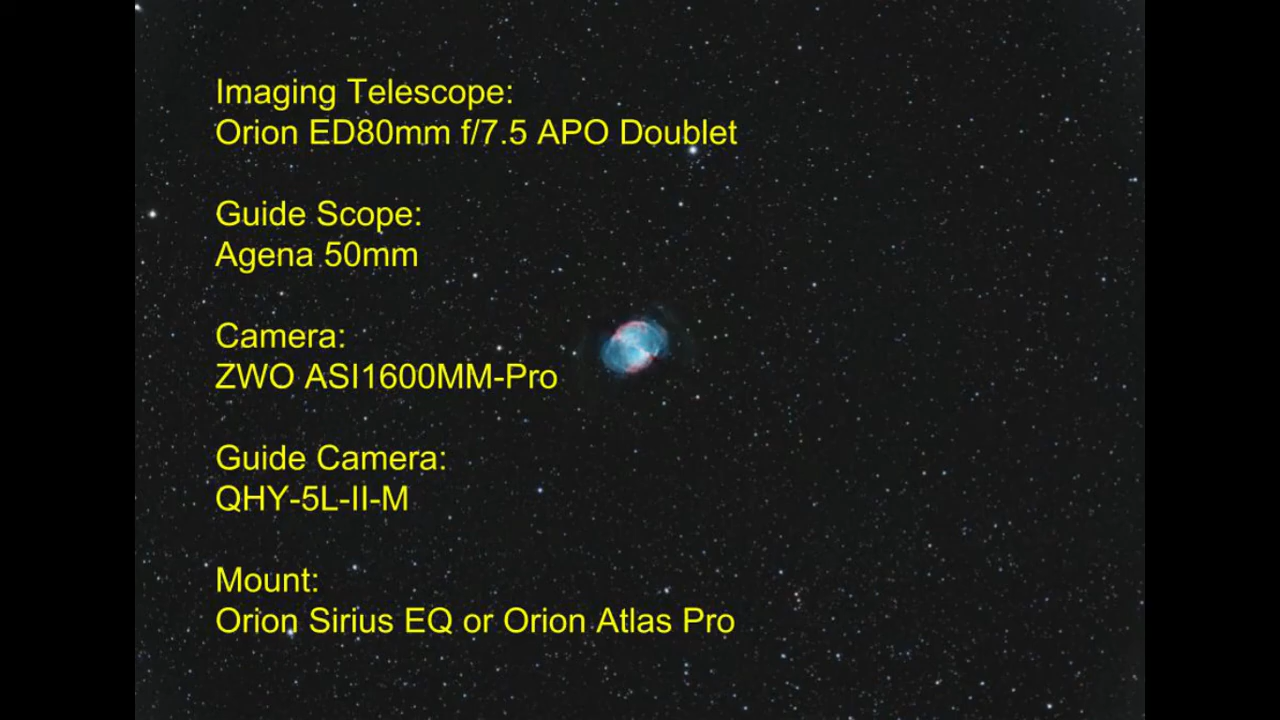 Imaging Telescope:
Orion ED80mm f/7.5 APO Doublet
Guide Scope:
Agena 50mm
Camera:
ZWO ASI1600MM-Pro
Guide Camera:
QHY-5L-II-M
Mount:
Orion Sirius EQ or Orion Atlas Pro